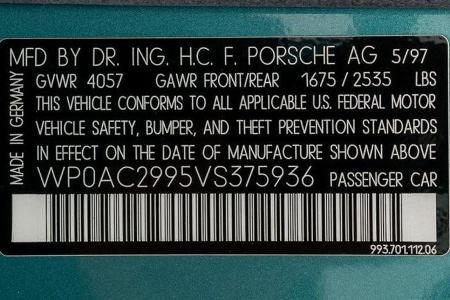 MFD BY DR. ING. H.C. F. PORSCHE AG 5/97
GVWR 4057 GAWR FRONT/REAR 1675 / 2535 LBS
THIS VEHICLE CONFORMS TO ALL APPLICABLE U.S. FEDERAL MOTOR
VEHICLE SAFETY, BUMPER, AND THEFT PREVENTION STANDARDS
IN EFFECT ON THE DATE OF MANUFACTURE SHOWN ABOVE
WP0AC2995VS375936 PASSENGER CAR
MADE IN GERMANY
993.701.112.06